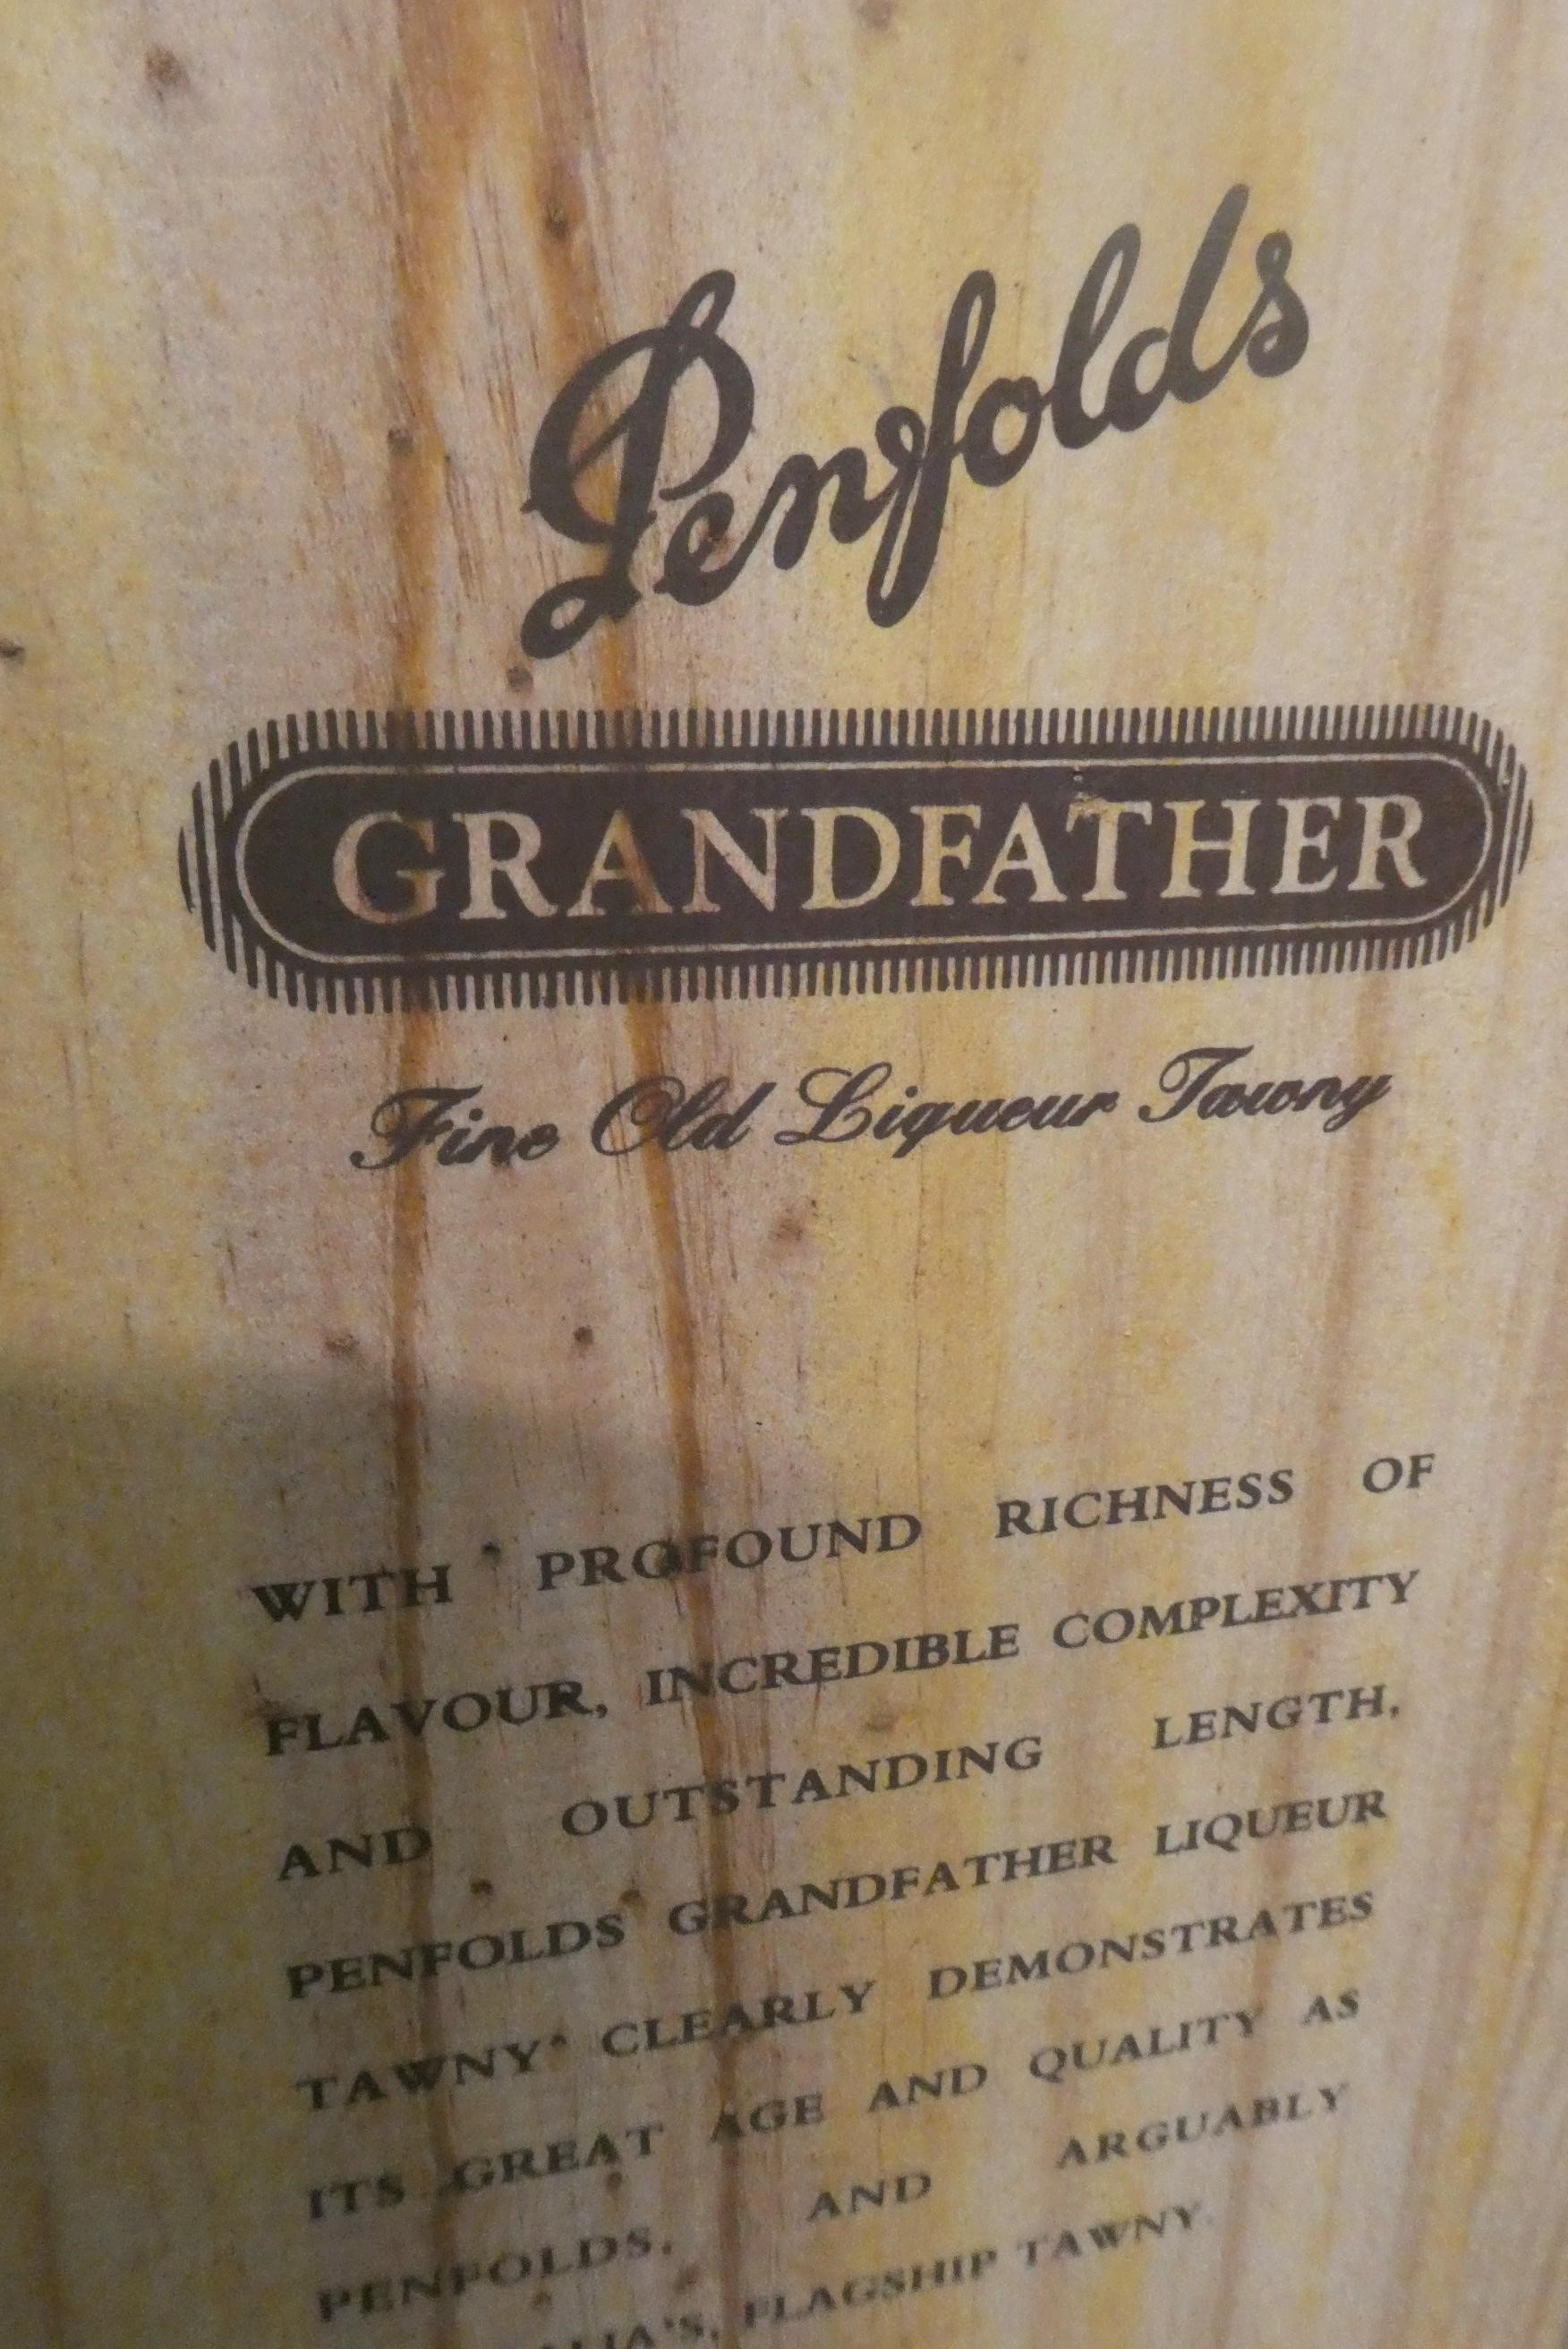 Penfolds
GRANDFATHER
Fine Old Liqueur Tawny
WITH PROFOUND RICHNESS OF
FLAVOUR, INCREDIBLE COMPLEXITY
AND OUTSTANDING LENGTH,
PENFOLDS GRANDFATHER LIQUEUR
TAWNY CLEARLY DEMONSTRATES
ITS GREAT AGE AND QUALITY AS
PENFOLDS, AND ARGUABLY
FLAGSHIP TAWNY.